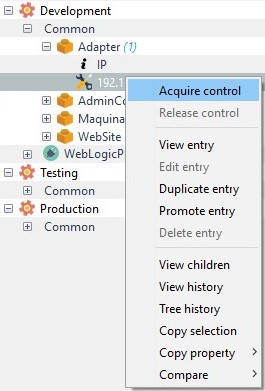 Development
Common
Adapter (1)
IP
192.1
Acquire control
AdminCo
Release control
Maquina
WebSite
View entry
WebLogicP
Edit entry
Testing
Duplicate entry
Common
Promote entry
Production
Delete entry
Common
View children
View history
Tree history
Copy selection
Copy property
Compare